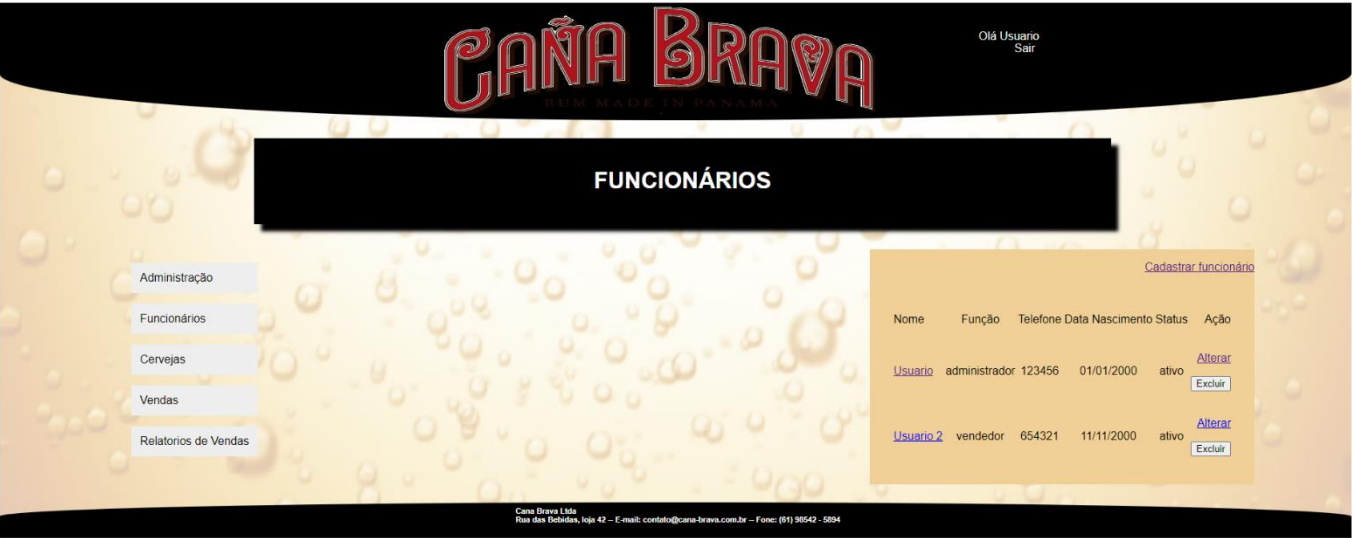 CAÑA BRAVA
RUM MADE IN PANAMA
Olá Usuario
Sair
FUNCIONÁRIOS
Administração
Funcionários
Cervejas
Vendas
Relatorios de Vendas
Cadastrar funcionário
Nome Função Telefone Data Nascimento Status Ação
Usuario administrador 123456 01/01/2000 ativo Alterar
Excluir
Usuario 2 vendedor 654321 11/11/2000 ativo Alterar
Excluir
Cana Brava Ltda
Rua das Bebidas, loja 42 – E-mail: contato@cana-brava.com.br – Fone: (61) 98542 - 5894